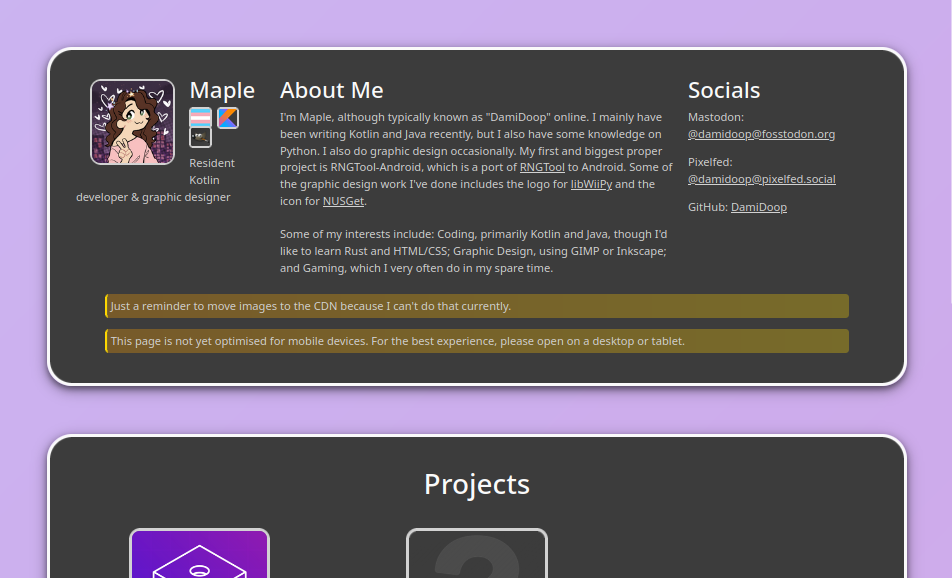 Maple
Resident
Kotlin
developer & graphic designer
About Me
I'm Maple, although typically known as "DamiDoop" online. I mainly have
been writing Kotlin and Java recently, but I also have some knowledge on
Python. I also do graphic design occasionally. My first and biggest proper
project is RNGTool-Android, which is a port of RNGTool to Android. Some of
the graphic design work I've done includes the logo for libWiiPy and the
icon for NUSGet.
Some of my interests include: Coding, primarily Kotlin and Java, though I'd
like to learn Rust and HTML/CSS; Graphic Design, using GIMP or Inkscape;
and Gaming, which I very often do in my spare time.
Socials
Mastodon:
@damidoop@fosstodon.org
Pixelfed:
@damidoop@pixelfed.social
GitHub: DamiDoop
Just a reminder to move images to the CDN because I can't do that currently.
This page is not yet optimised for mobile devices. For the best experience, please open on a desktop or tablet.
Projects
?